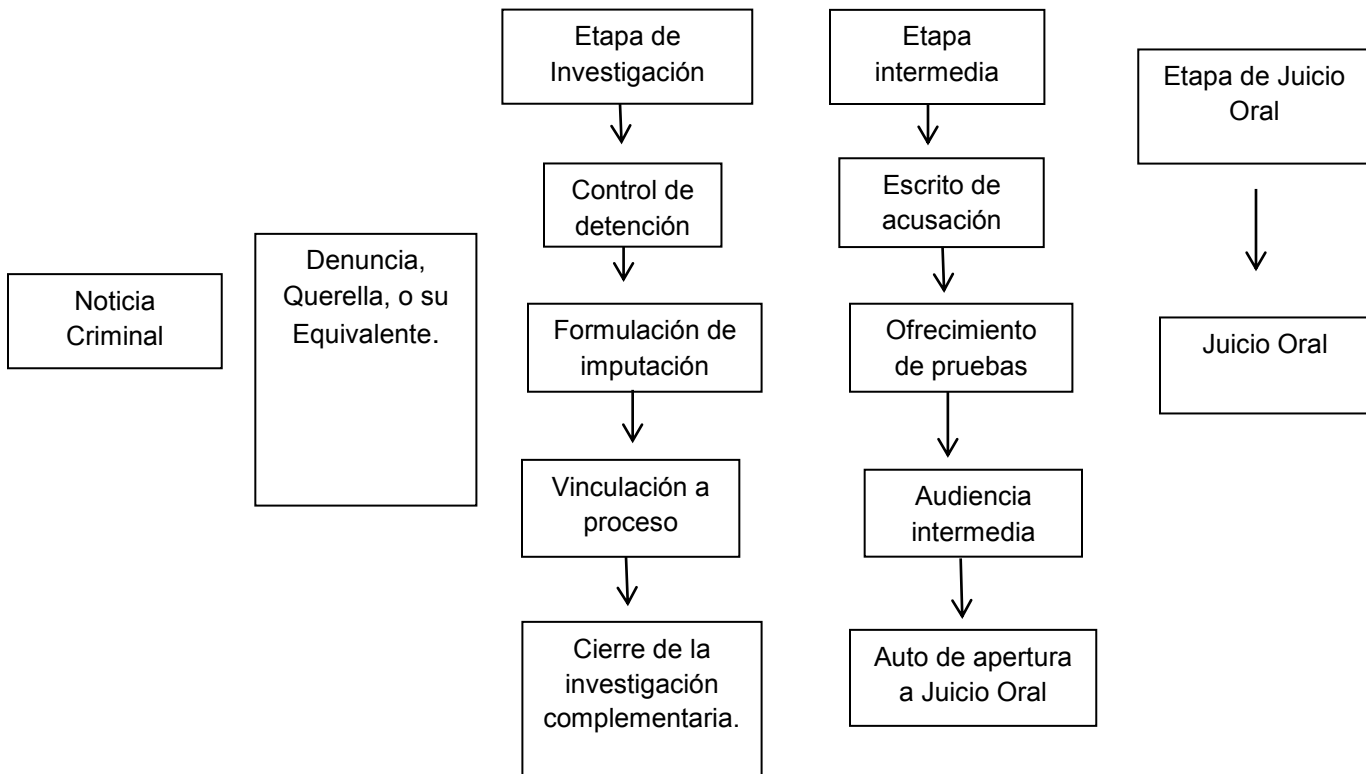 Noticia
Criminal
Denuncia,
Querella, o su
Equivalente.
Etapa de
Investigación
Control de
detención
Formulación de
imputación
Vinculación a
proceso
Cierre de la
investigación
complementaria.
Etapa
intermedia
Escrito de
acusación
Ofrecimiento
de pruebas
Audiencia
intermedia
Auto de apertura
a Juicio Oral
Etapa de Juicio
Oral
Juicio Oral